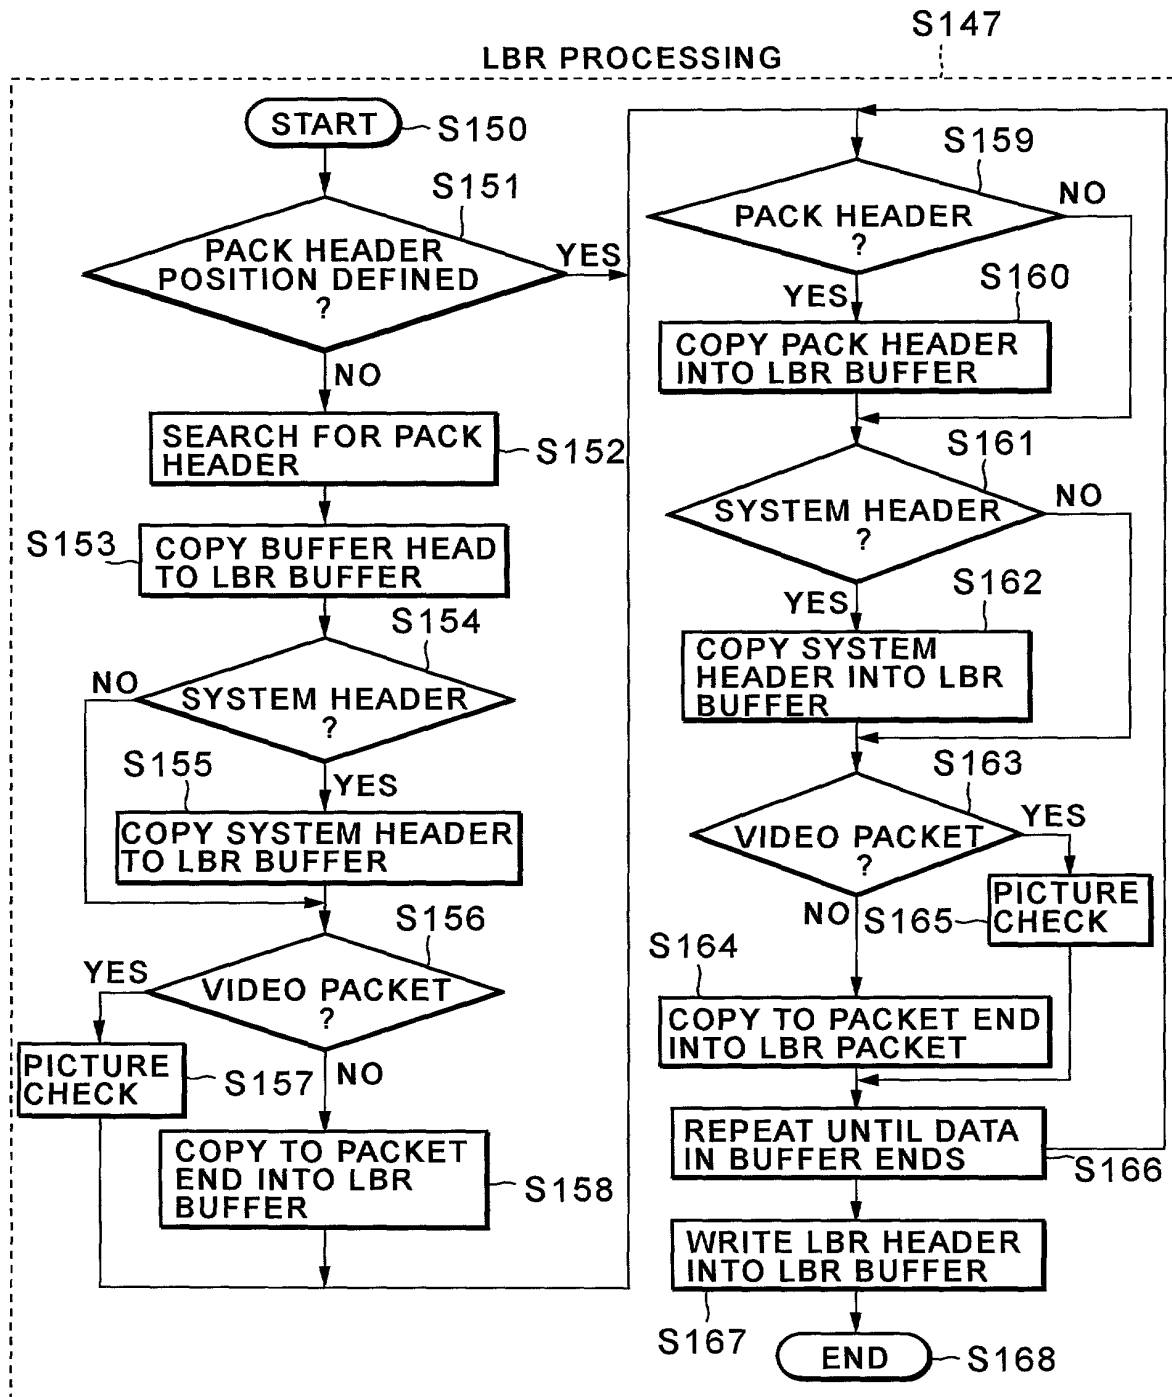 S147
LBR PROCESSING
START
S150
S151
PACK HEADER
POSITION DEFINED
?
YES
NO
SEARCH FOR PACK
HEADER
S152
S153
COPY BUFFER HEAD
TO LBR BUFFER
S154
NO
SYSTEM HEADER
?
S155
YES
COPY SYSTEM HEADER
TO LBR BUFFER
S156
YES
VIDEO PACKET
?
PICTURE
CHECK
S157
NO
COPY TO PACKET
END INTO LBR
BUFFER
S158
S159
PACK HEADER
?
NO
YES
S160
COPY PACK HEADER
INTO LBR BUFFER
S161
SYSTEM HEADER
?
NO
YES
S162
COPY SYSTEM
HEADER INTO LBR
BUFFER
S163
VIDEO PACKET
?
YES
NO
S165
PICTURE
CHECK
S164
COPY TO PACKET END
INTO LBR PACKET
REPEAT UNTIL DATA
IN BUFFER ENDS
S166
WRITE LBR HEADER
INTO LBR BUFFER
S167
END
S168